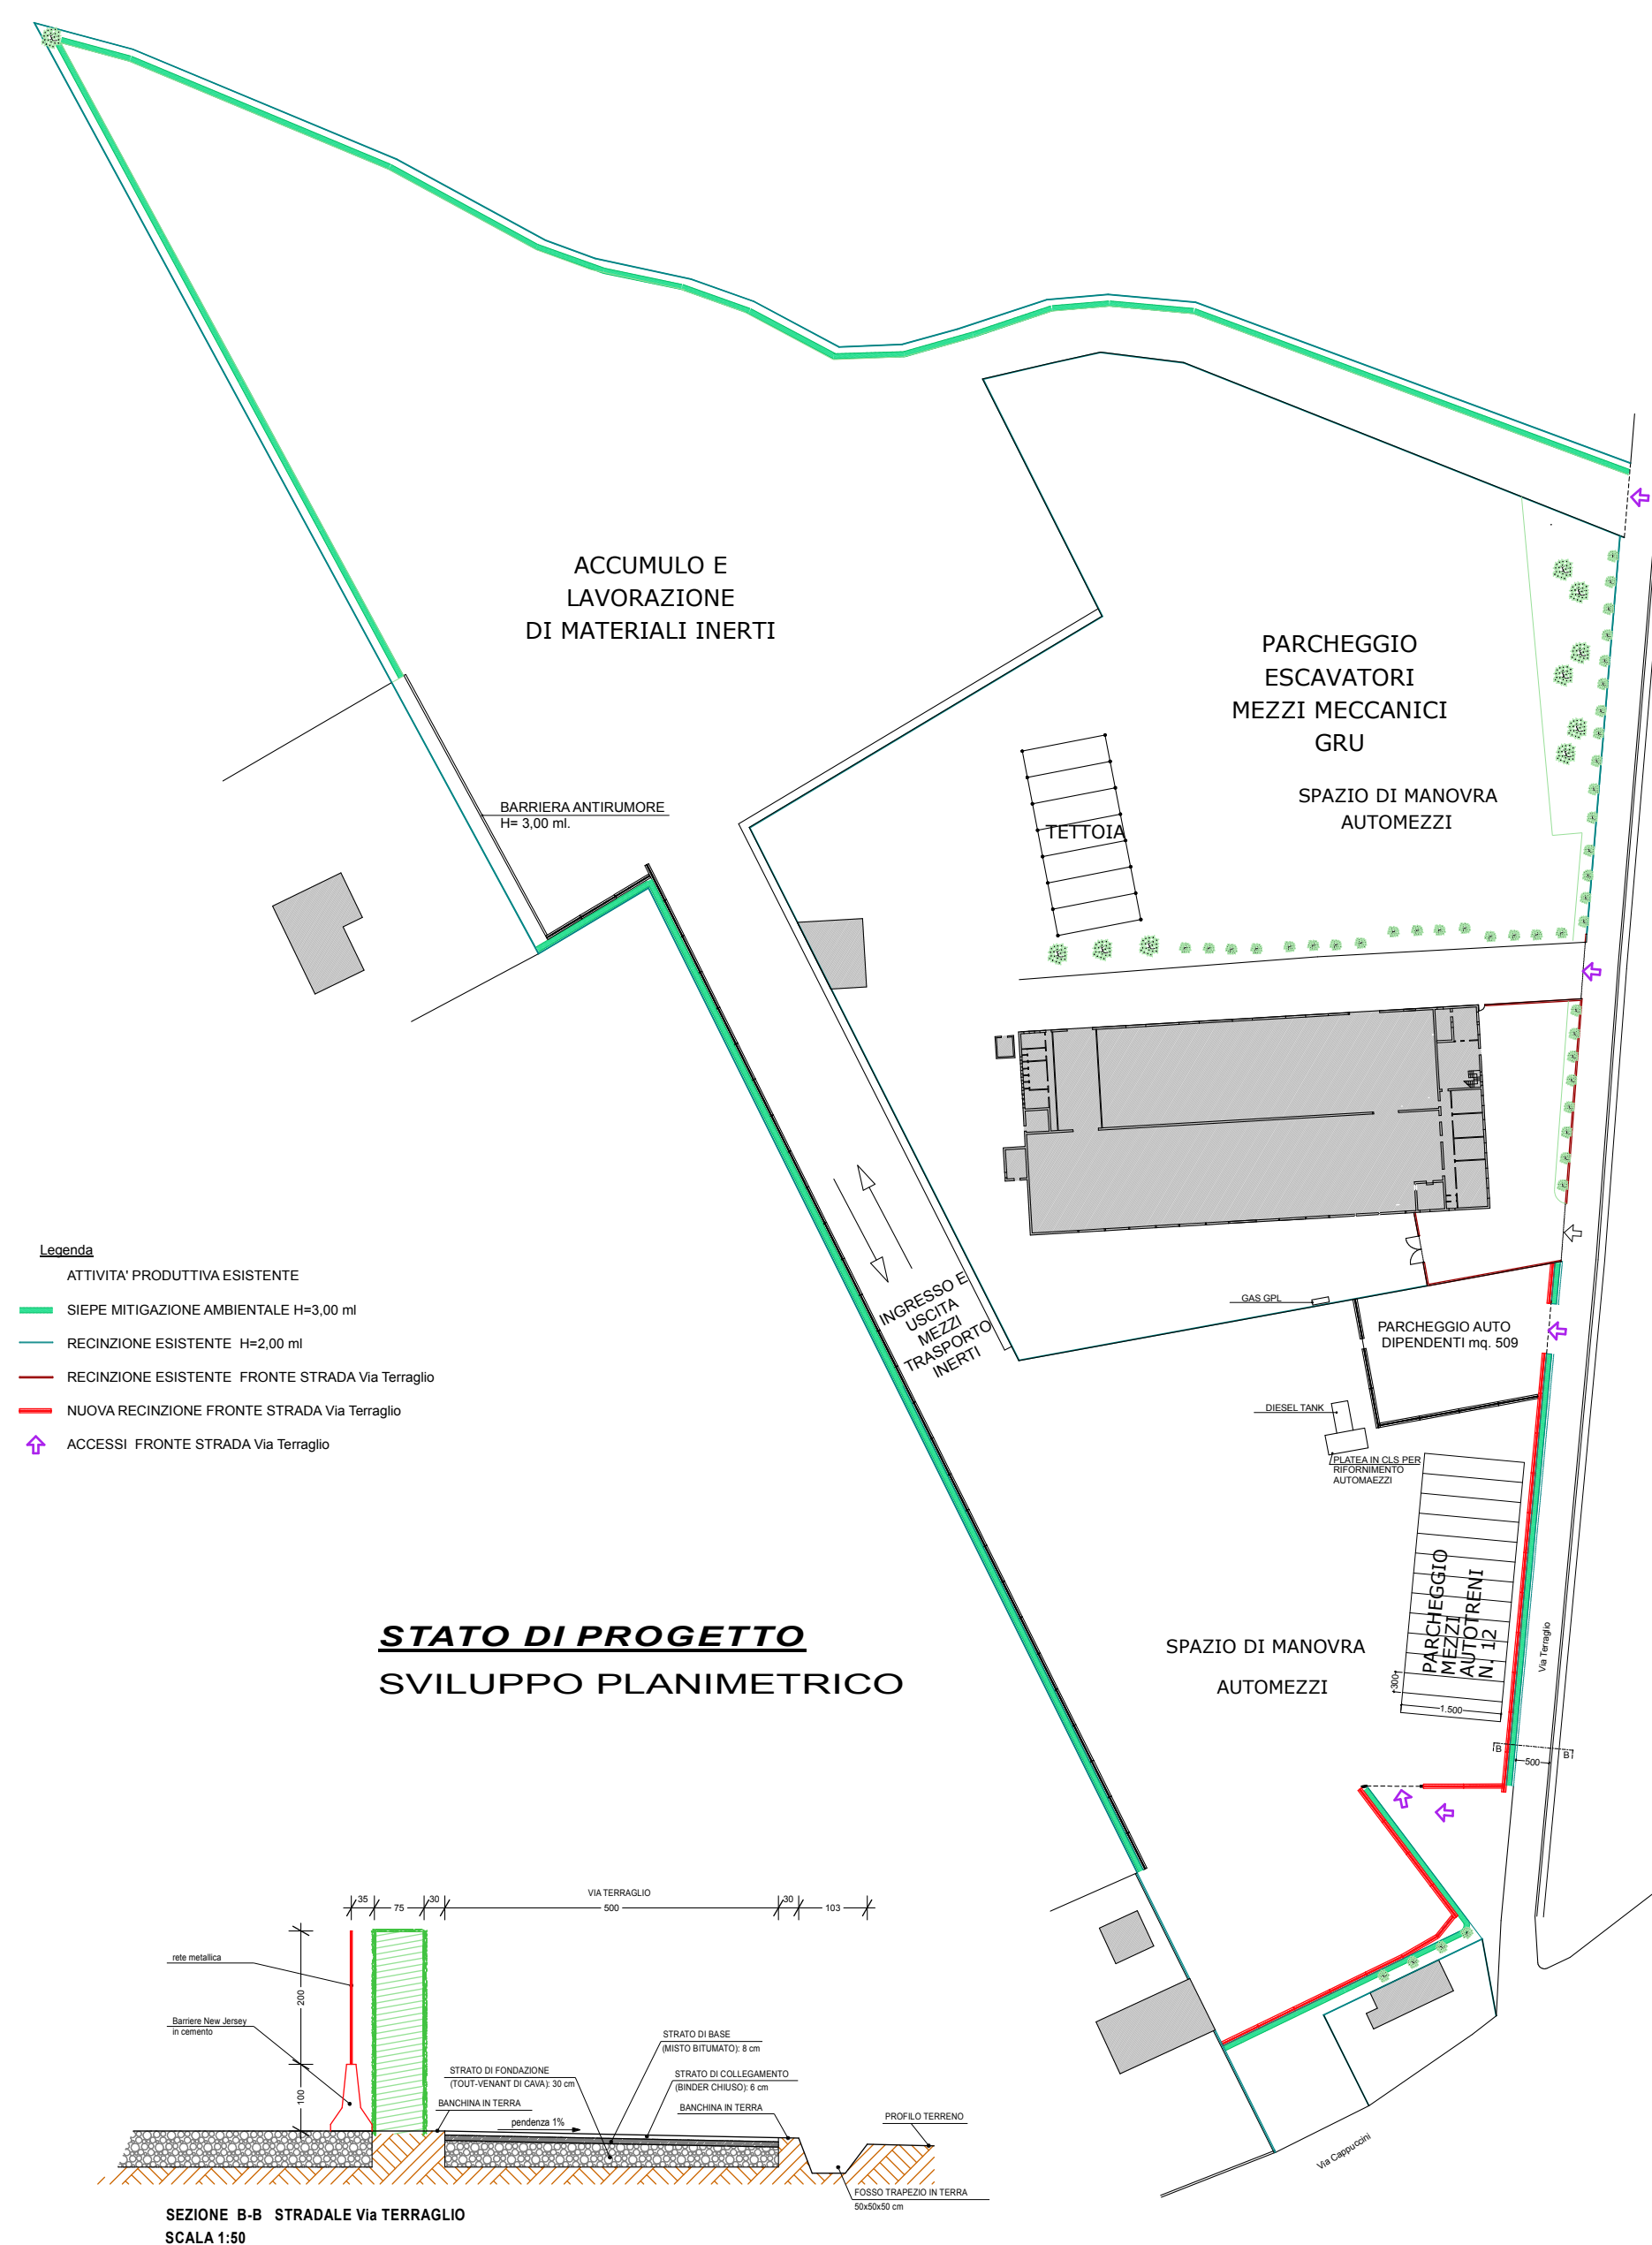 ACCUMULO E
LAVORAZIONE
DI MATERIALI INERTI
PARCHEGGIO
ESCAVATORI
MEZZI MECCANICI
GRU
SPAZIO DI MANOVRA
AUTOMEZZI
TETTOIA
BARRIERA ANTIRUMORE
H= 3,00 ml.
INGRESSO E
USCITA
MEZZI
TRASPORTO
INERTI
GAS GPL
PARCHEGGIO AUTO
DIPENDENTI mq. 509
DIESEL TANK
PLATEA IN CLS PER
RIFORNIMENTO
AUTOMAEZZI
PARCHEGGIO
MEZZI
AUTOTRENI
N. 12
300
1.500
Via Terraglio
B
B
500
SPAZIO DI MANOVRA
AUTOMEZZI
Via Cappuccini
Legenda
ATTIVITA' PRODUTTIVA ESISTENTE
SIEPE MITIGAZIONE AMBIENTALE H=3,00 ml
RECINZIONE ESISTENTE H=2,00 ml
RECINZIONE ESISTENTE FRONTE STRADA Via Terraglio
NUOVA RECINZIONE FRONTE STRADA Via Terraglio
ACCESSI FRONTE STRADA Via Terraglio
STATO DI PROGETTO
SVILUPPO PLANIMETRICO
VIA TERRAGLIO
35
75
30
500
30
103
rete metallica
200
Barriere New Jersey
in cemento
100
STRATO DI BASE
(MISTO BITUMATO): 8 cm
STRATO DI FONDAZIONE
(TOUT-VENANT DI CAVA): 30 cm
STRATO DI COLLEGAMENTO
(BINDER CHIUSO): 6 cm
BANCHINA IN TERRA
BANCHINA IN TERRA
pendenza 1%
PROFILO TERRENO
FOSSO TRAPEZIO IN TERRA
50x50x50 cm
SEZIONE B-B STRADALE Via TERRAGLIO
SCALA 1:50